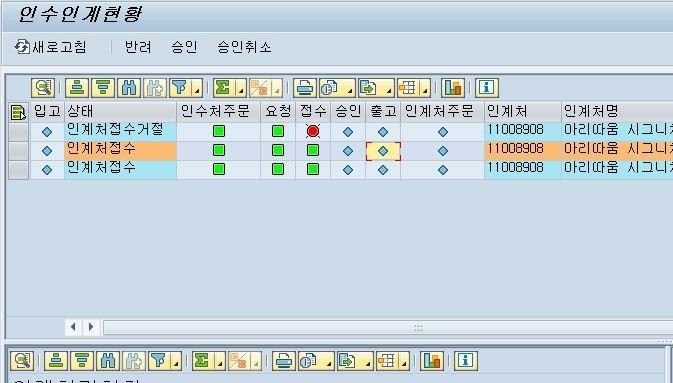 인수인계현황
새로고침 반려 승인 승인취소
입고 상태 인수처주문 요청 접수 승인 출고 인계처주문 인계처 인계처명
인계처접수거절 11008908 아리따움 시그니처
인계처접수 11008908 아리따움 시그니처
인계처접수 11008908 아리따움 시그니처